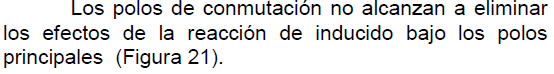 Los polos de conmutación no alcanzan a eliminar
los efectos de la reacción de inducido bajo los polos
principales (Figura 21).